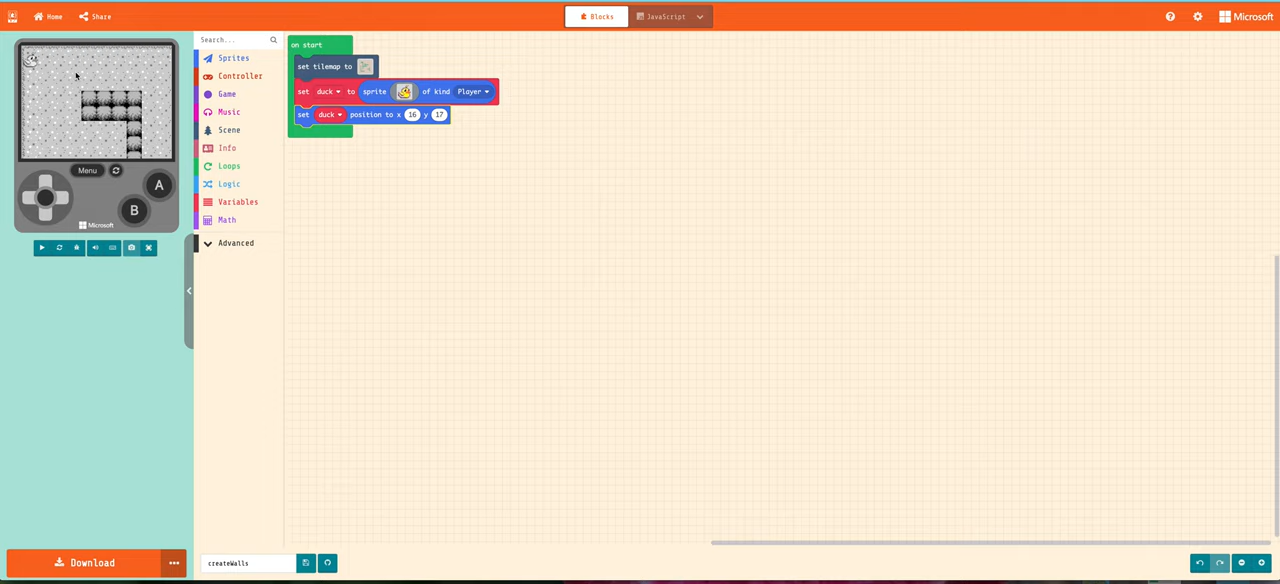 Home Share Blocks JavaScript Microsoft
Search...
Sprites
Controller
Game
Music
Scene
Info
Loops
Logic
Variables
Math
Advanced
on start
set tilemap to
set duck to sprite of kind Player
set duck position to x 16 y 17
Menu
A
B
Microsoft
Download
createWalls